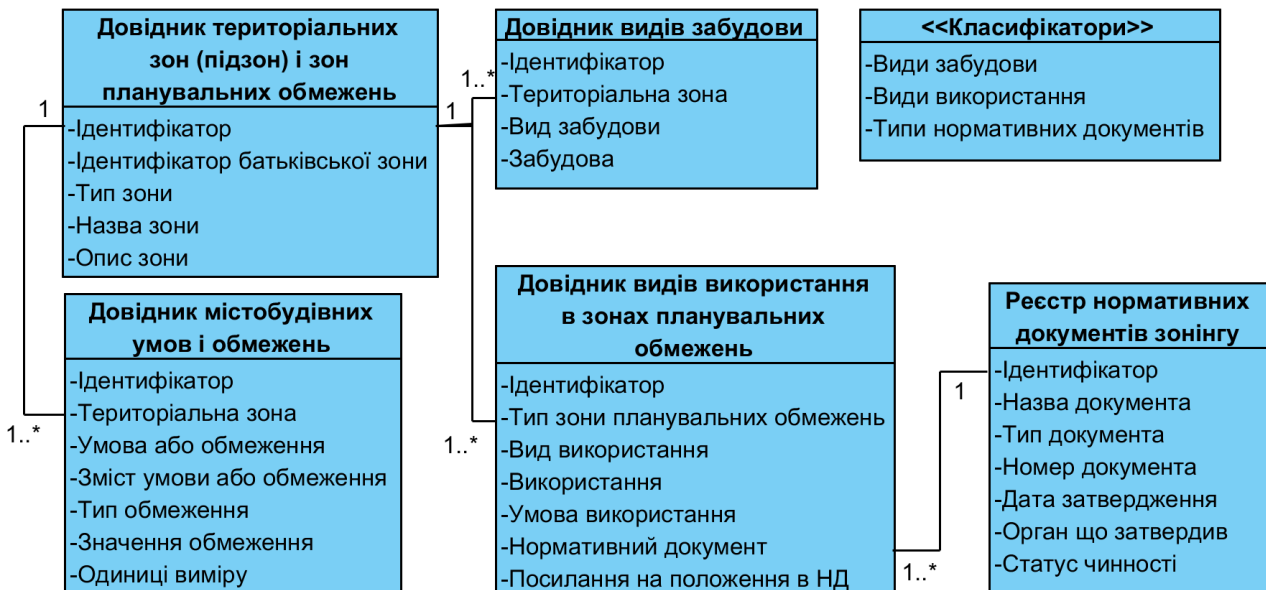 Довідник територіальних
зон (підзон) і зон
планувальних обмежень
-Ідентифікатор
-Ідентифікатор батьківської зони
-Тип зони
-Назва зони
-Опис зони
1
1
1..*
Довідник видів забудови
-Ідентифікатор
-Територіальна зона
-Вид забудови
-Забудова
<<Класифікатори>>
-Види забудови
-Види використання
-Типи нормативних документів
Довідник містобудівних
умов і обмежень
-Ідентифікатор
-Територіальна зона
-Умова або обмеження
-Зміст умови або обмеження
-Тип обмеження
-Значення обмеження
-Одиниці виміру
1..*
1..*
Довідник видів використання
в зонах планувальних
обмежень
-Ідентифікатор
-Тип зони планувальних обмежень
-Вид використання
-Використання
-Умова використання
-Нормативний документ
-Посилання на положення в НД
1..*
1
Реєстр нормативних
документів зонінгу
-Ідентифікатор
-Назва документа
-Тип документа
-Номер документа
-Дата затвердження
-Орган що затвердив
-Статус чинності